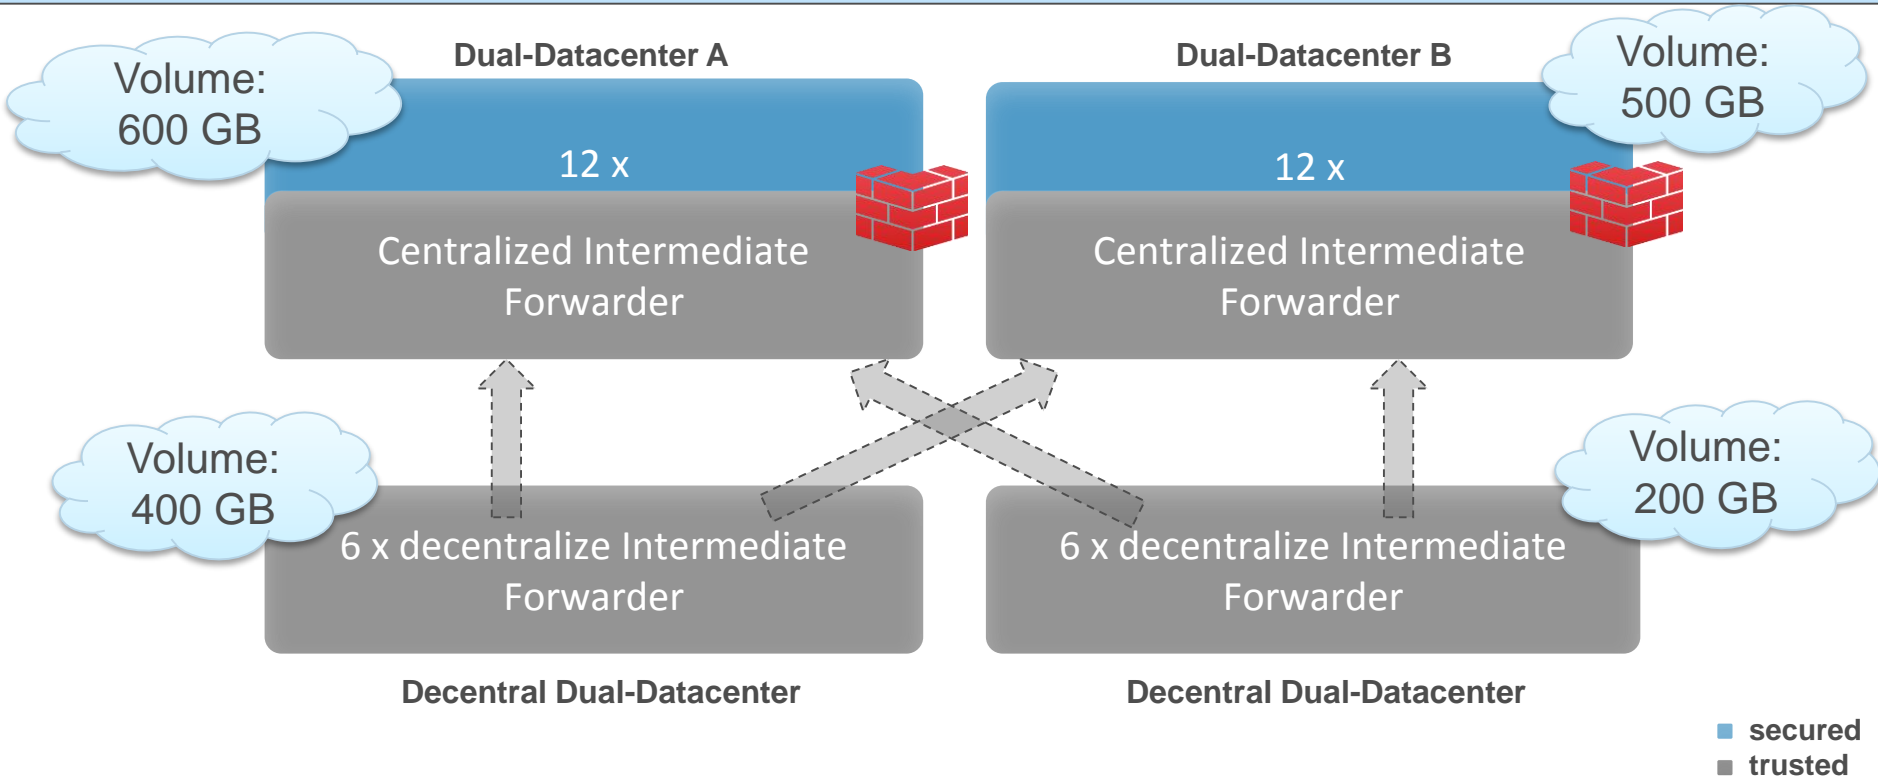 Dual-Datacenter A
Dual-Datacenter B
Volume:
600 GB
Volume:
500 GB
12 x
12 x
Centralized Intermediate
Forwarder
Centralized Intermediate
Forwarder
Volume:
400 GB
Volume:
200 GB
6 x decentralize Intermediate
Forwarder
6 x decentralize Intermediate
Forwarder
Decentral Dual-Datacenter
Decentral Dual-Datacenter
secured
trusted